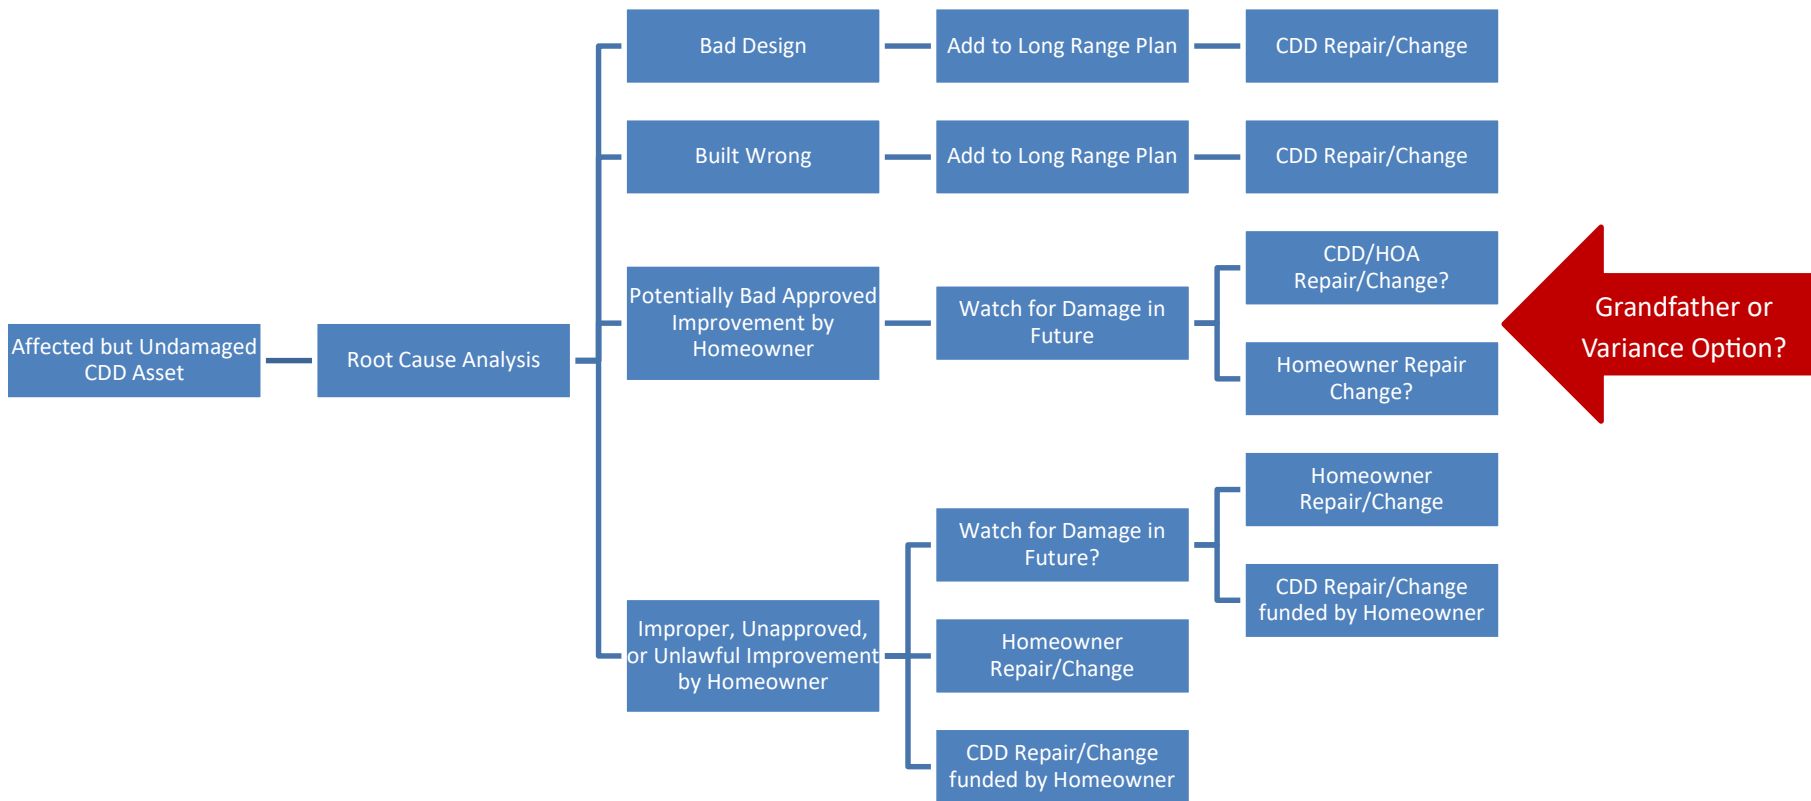 Bad Design
Add to Long Range Plan
CDD Repair/Change
Built Wrong
Add to Long Range Plan
CDD Repair/Change
Affected but Undamaged
CDD Asset
Root Cause Analysis
Potentially Bad Approved
Improvement by
Homeowner
Watch for Damage in
Future
CDD/HOA
Repair/Change?
Homeowner Repair
Change?
Grandfather or
Variance Option?
Improper, Unapproved,
or Unlawful Improvement
by Homeowner
Watch for Damage in
Future?
Homeowner
Repair/Change
CDD Repair/Change
funded by Homeowner
Homeowner
Repair/Change
CDD Repair/Change
funded by Homeowner